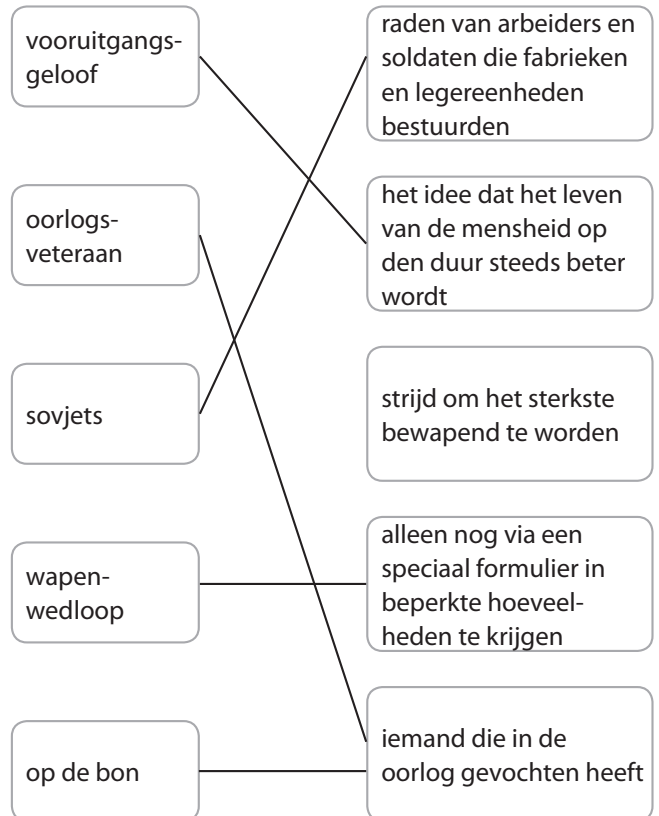 vooruitgangs-
geloof
oorlogs-
veteraan
sovjets
wapen-
wedloop
op de bon
raden van arbeiders en
soldaten die fabrieken
en legereenheden
bestuurden
het idee dat het leven
van de mensheid op
den duur steeds beter
wordt
strijd om het sterkste
bewapend te worden
alleen nog via een
speciaal formulier in
beperkte hoeveel-
heden te krijgen
iemand die in de
oorlog gevochten heeft